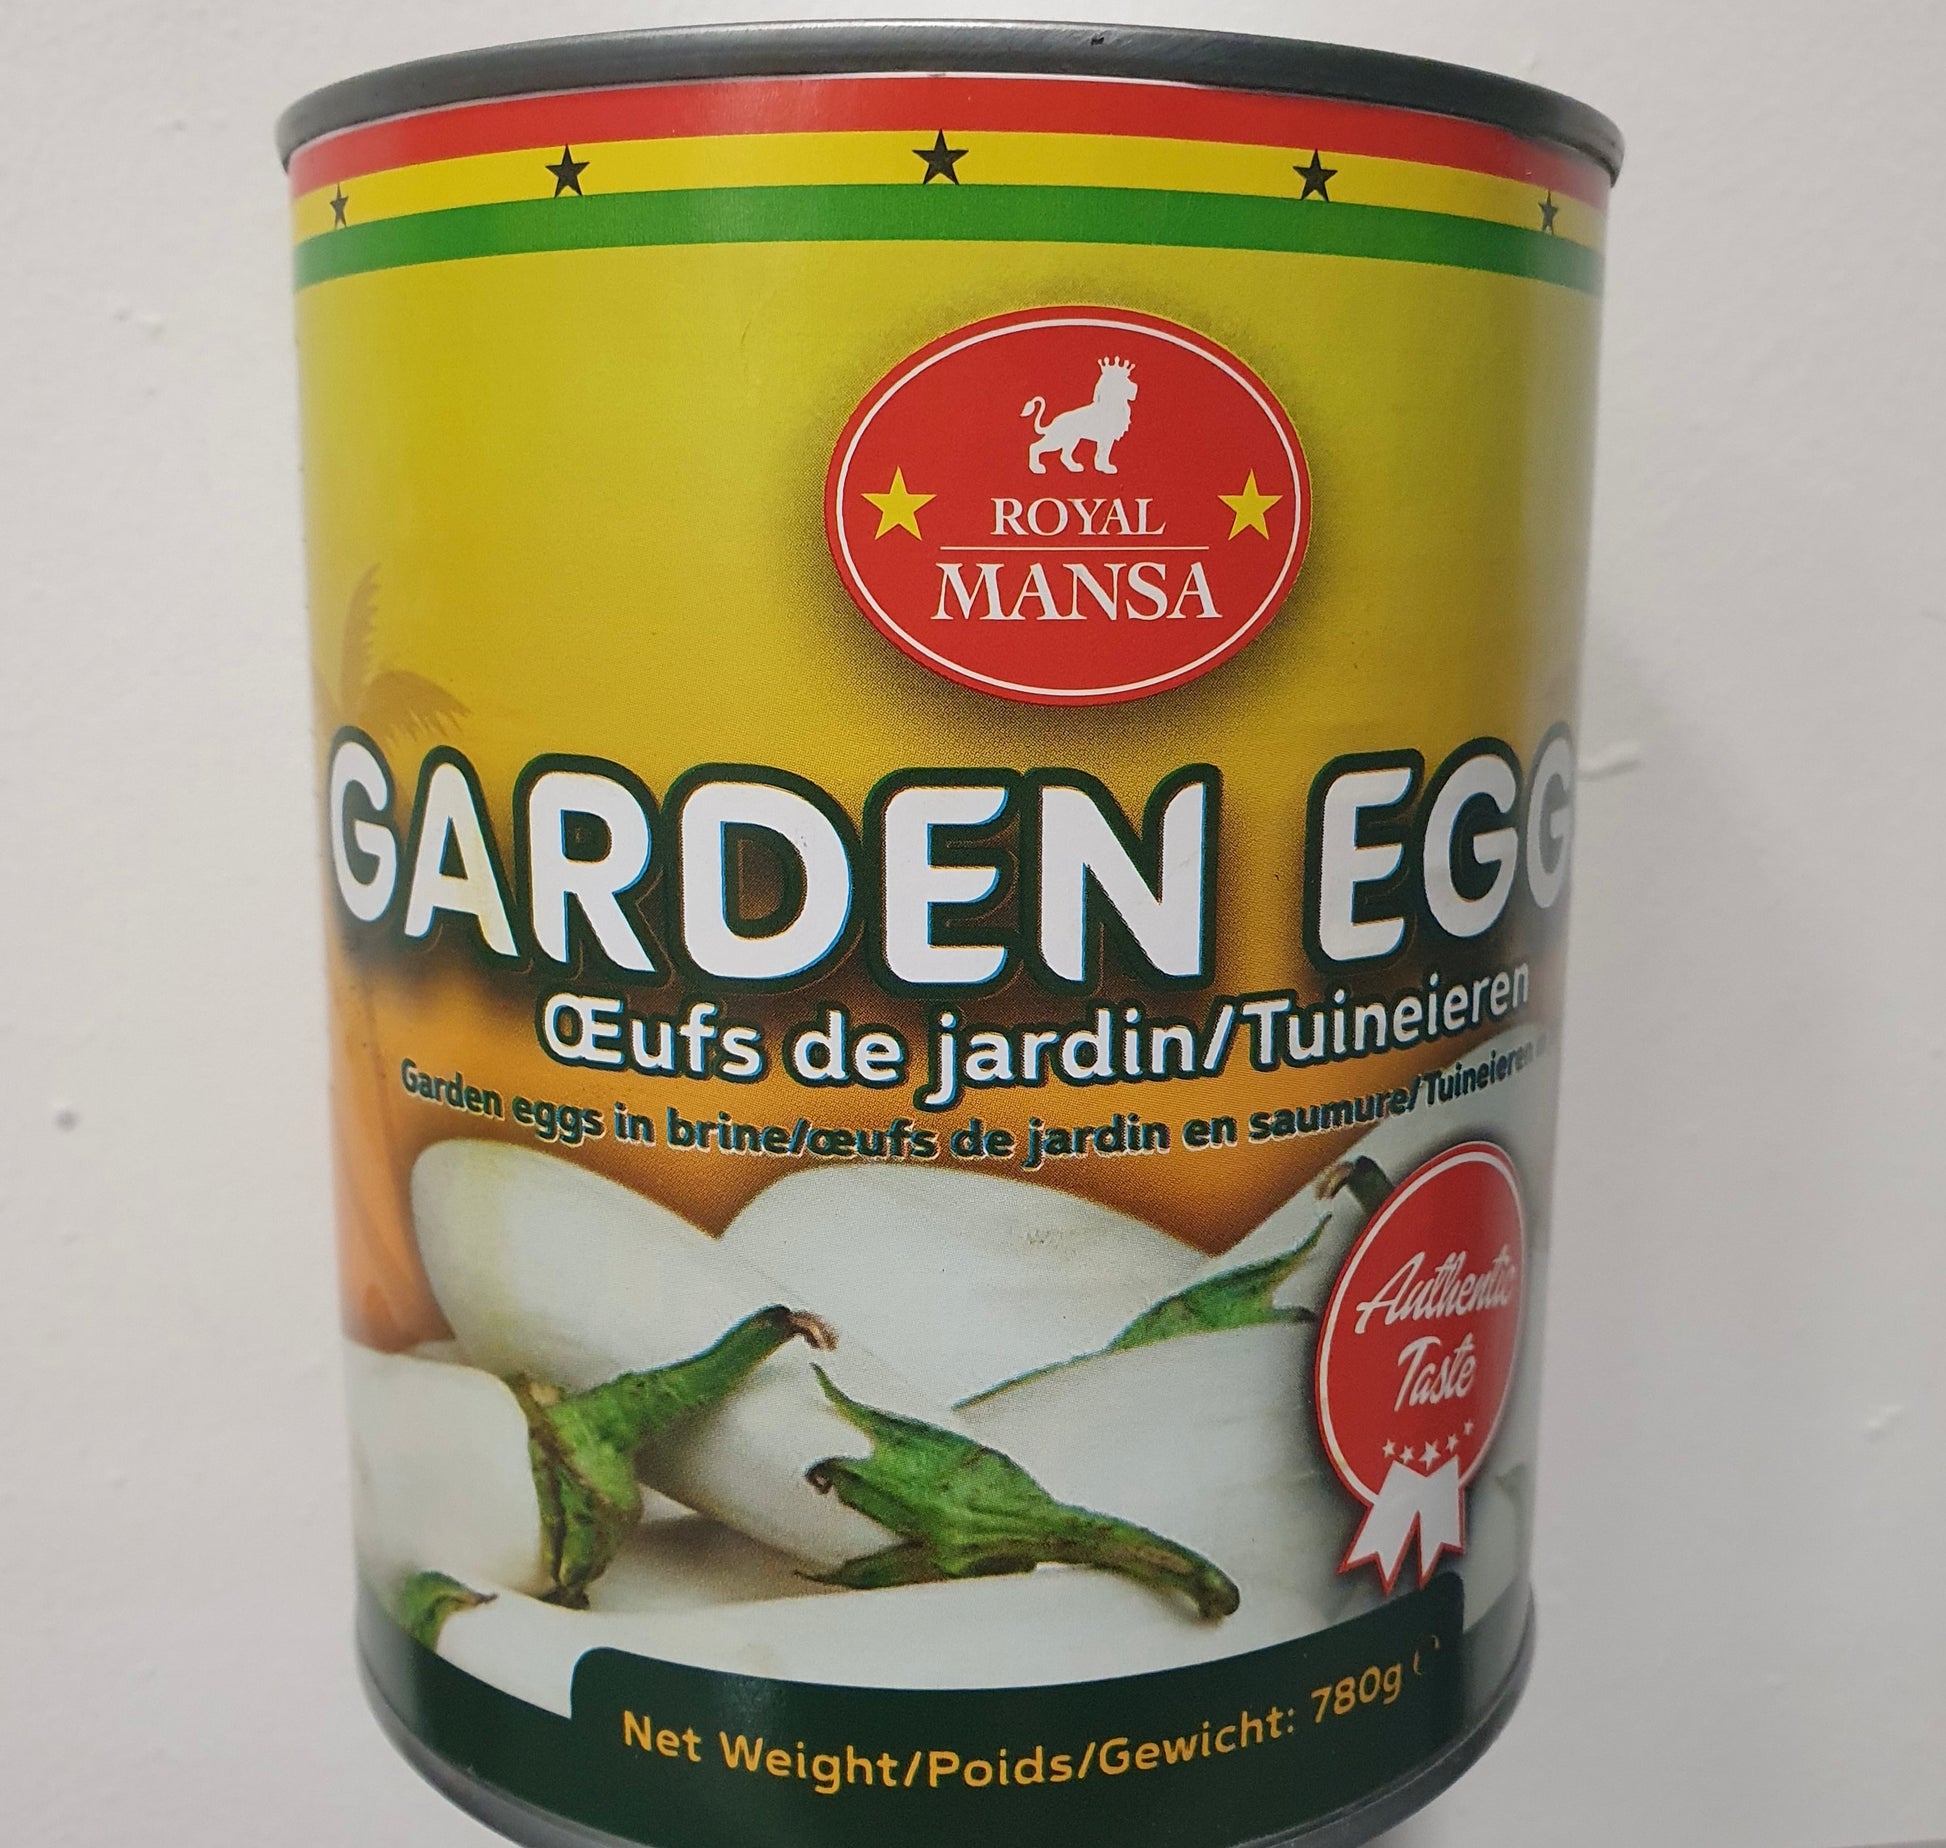 ROYAL
MANSA
GARDEN EGG
Œufs de jardin/Tuineieren
Garden eggs in brine/œufs de jardin en saumure/Tuineieren
Authentic
Taste
Net Weight/Poids/Gewicht: 780g